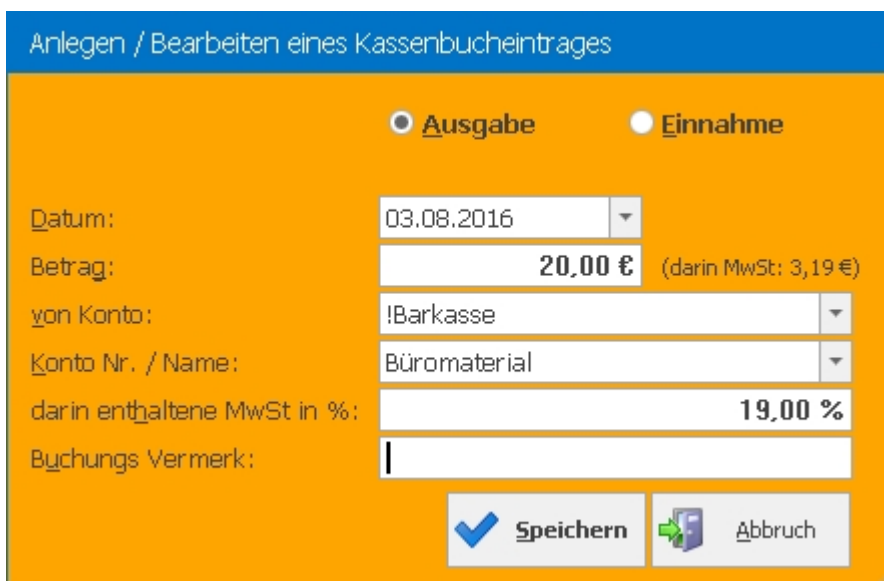 Anlegen / Bearbeiten eines Kassenbucheintrages
Ausgabe Einnahme
Datum: 03.08.2016
Betrag: 20,00 € (darin MwSt: 3,19 €)
von Konto: !Barkasse
Konto Nr. / Name: Büromaterial
darin enthaltene MwSt in %: 19,00 %
Buchungs Vermerk:
Speichern Abbruch